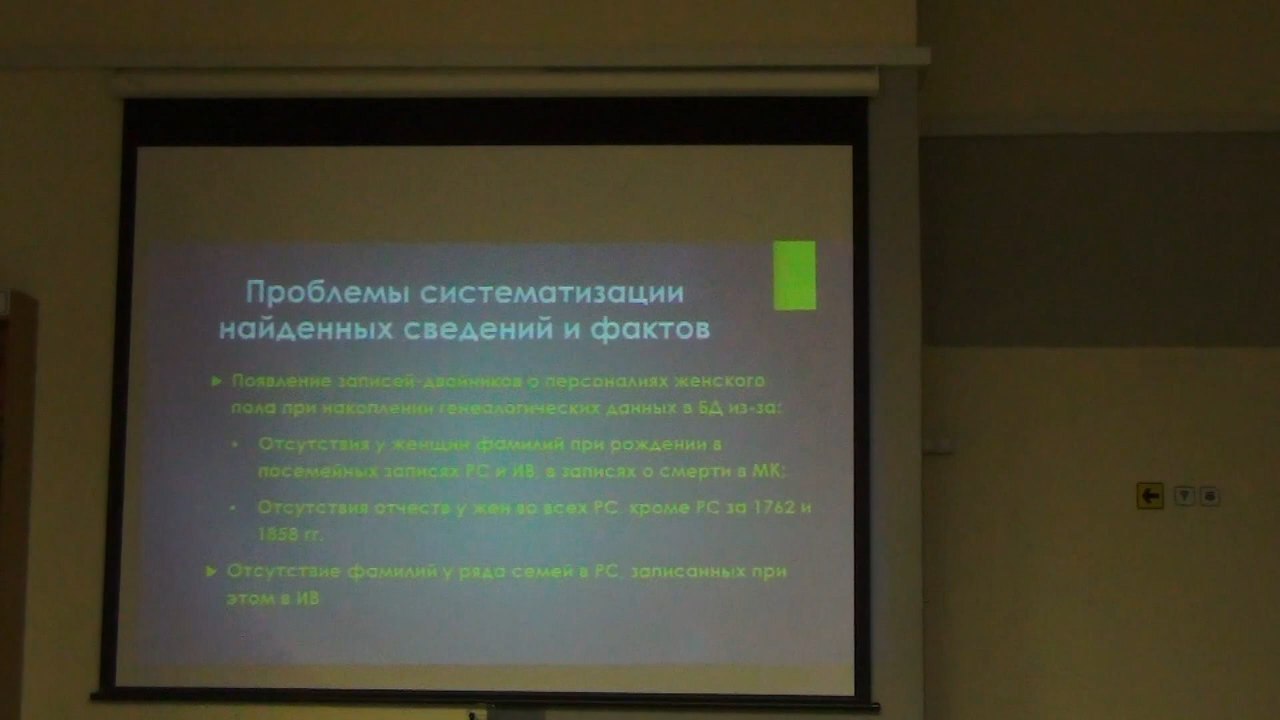 Проблемы систематизации
найденных сведений и фактов
Появление записей-двойников о персоналиях женского
пола при накоплении генеалогических данных в БД из-за:
Отсутствия у женщин фамилий при рождении в
посемейных записях РС и ИВ, в записях о смерти в МК;
Отсутствия отчеств у жен во всех РС, кроме РС за 1762 и
1858 гг.
Отсутствие фамилий у ряда семей в РС, записанных при
этом в ИВ